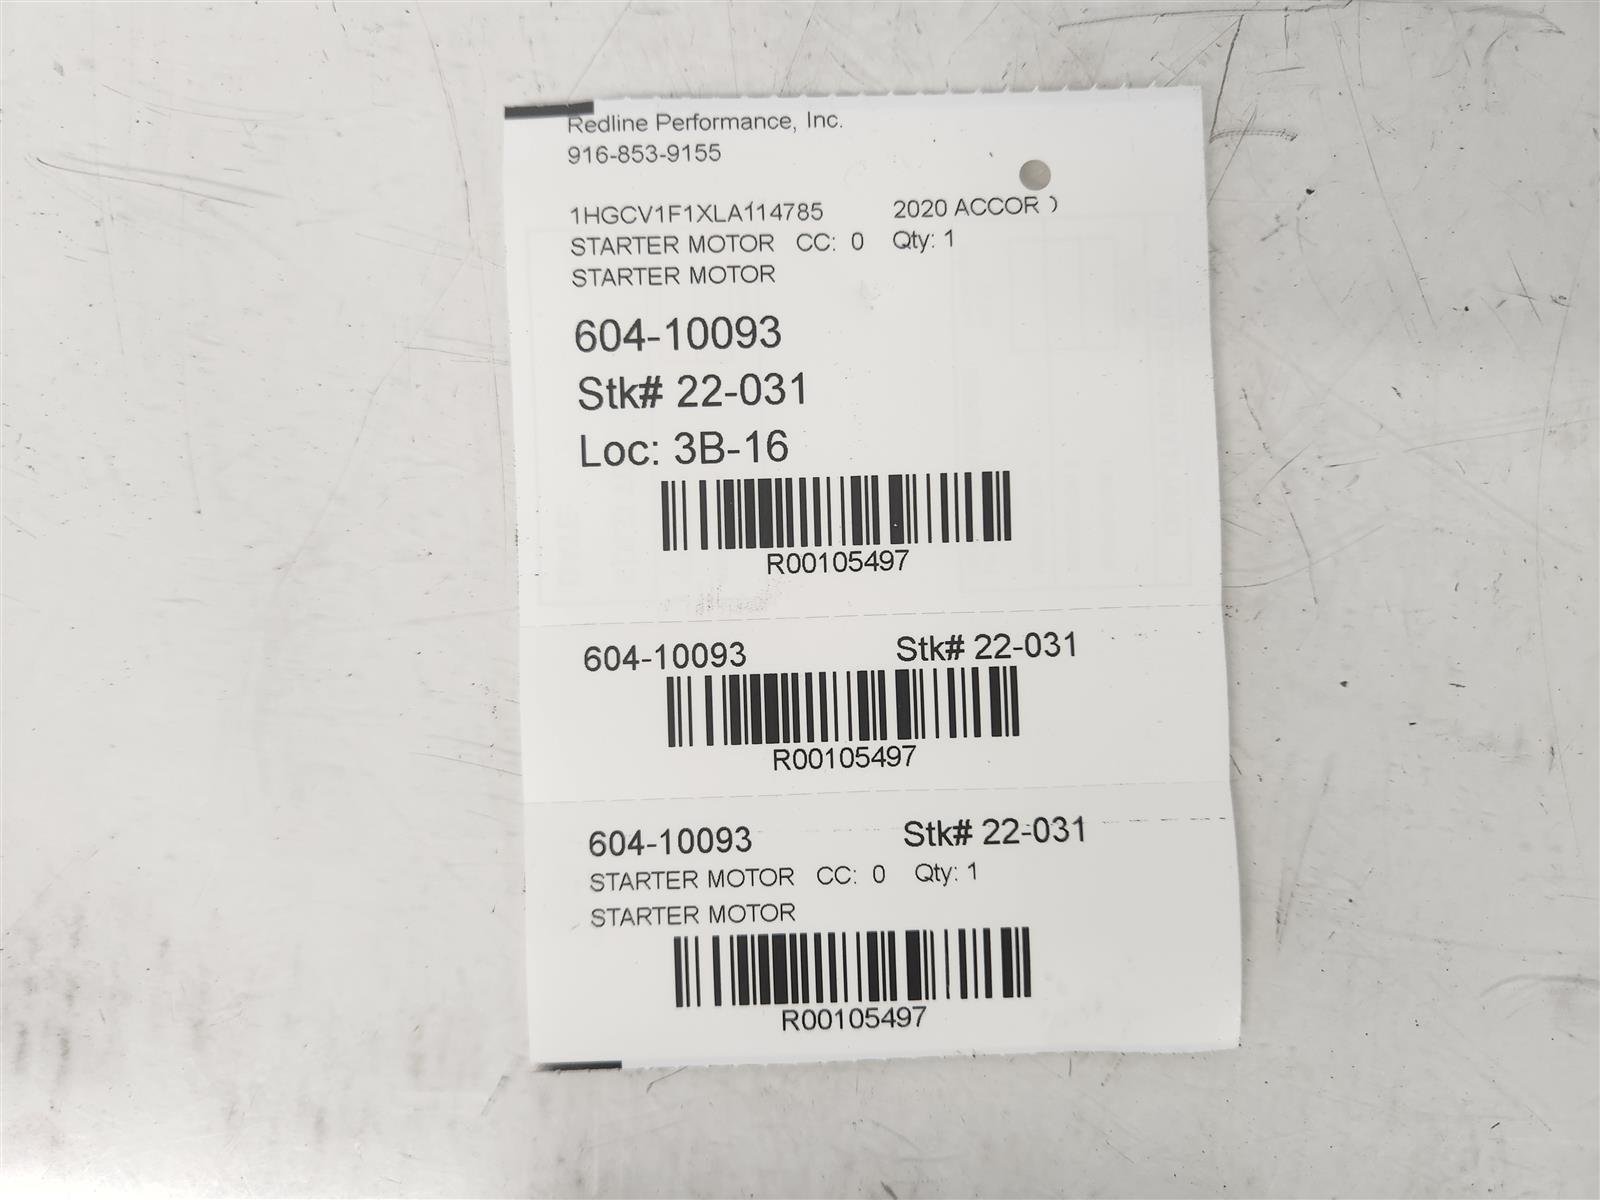 Redline Performance, Inc.
916-853-9155
1HGCV1F1XLA114785 2020 ACCORD
STARTER MOTOR CC: 0 Qty: 1
STARTER MOTOR
604-10093
Stk# 22-031
Loc: 3B-16
R00105497
604-10093 Stk# 22-031
R00105497
604-10093 Stk# 22-031
STARTER MOTOR CC: 0 Qty: 1
STARTER MOTOR
R00105497